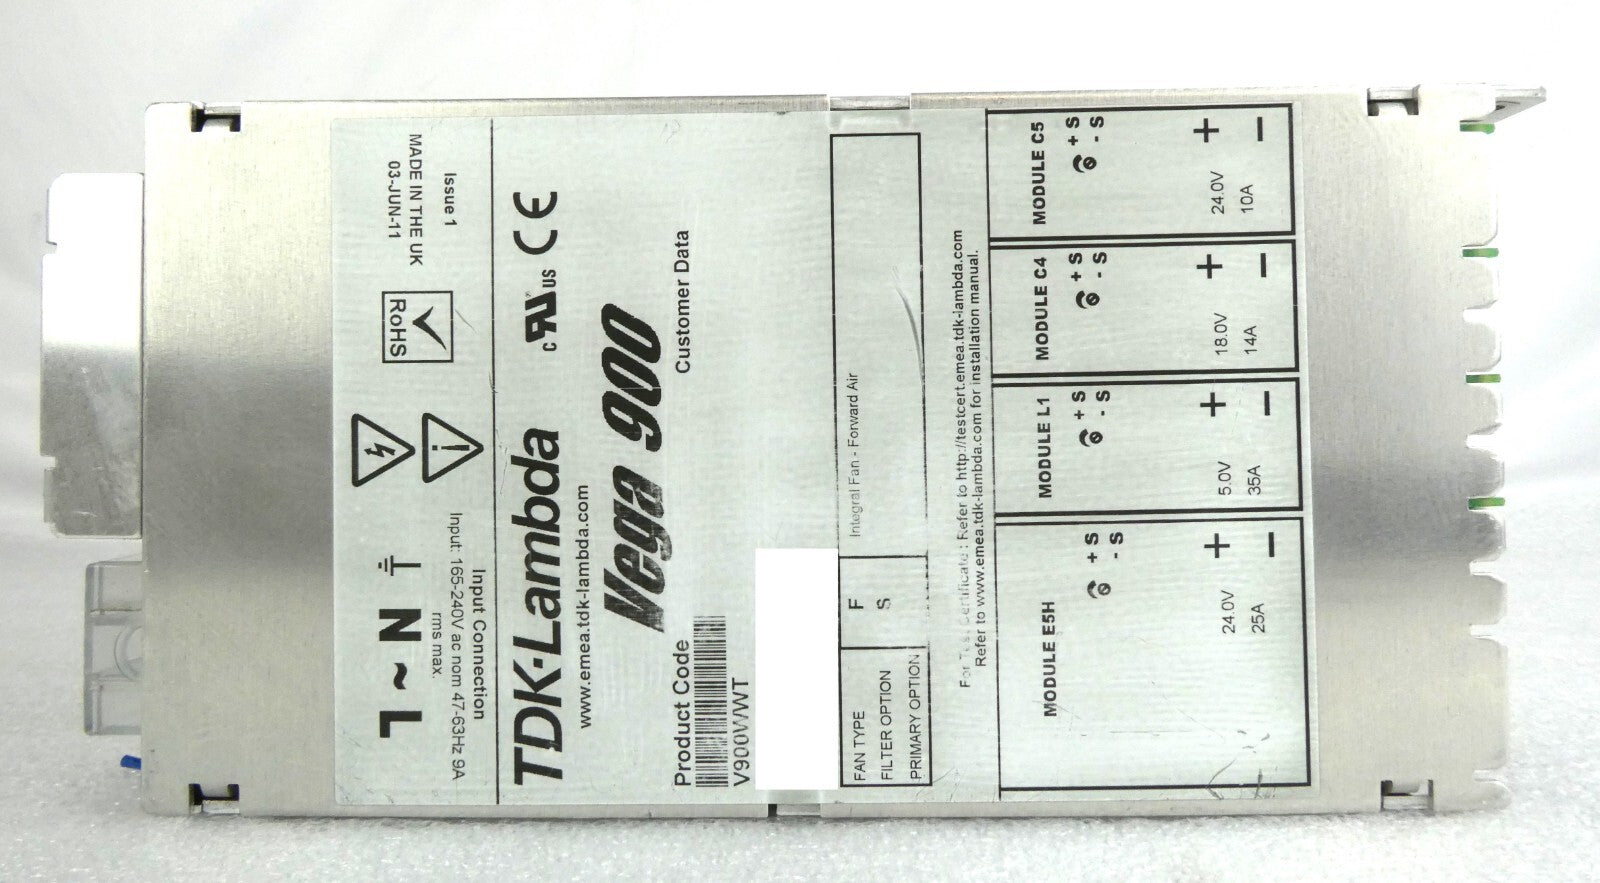 Issue 1
MADE IN THE UK
03-JUN-11
RoHS
L ~ N
Input Connection
Input: 165-240V ac nom 47-63Hz 9A
rms max.
TDK-Lambda
C RU US CE
www.emea.tdk-lambda.com
Vega 900
Customer Data
Product Code
V900WWT
FAN TYPE F Integral Fan - Forward Air
FILTER OPTION S
PRIMARY OPTION
For Test Certificate : Refer to http://testcert.emea.tdk-lambda.com
Refer to www.emea.tdk-lambda.com for installation manual.
MODULE E5H
+ S
- S
+ -
24.0V
25A
MODULE L1
+ S
- S
+ -
5.0V
35A
MODULE C4
+ S
- S
+ -
18.0V
14A
MODULE C5
+ S
- S
+ -
24.0V
10A